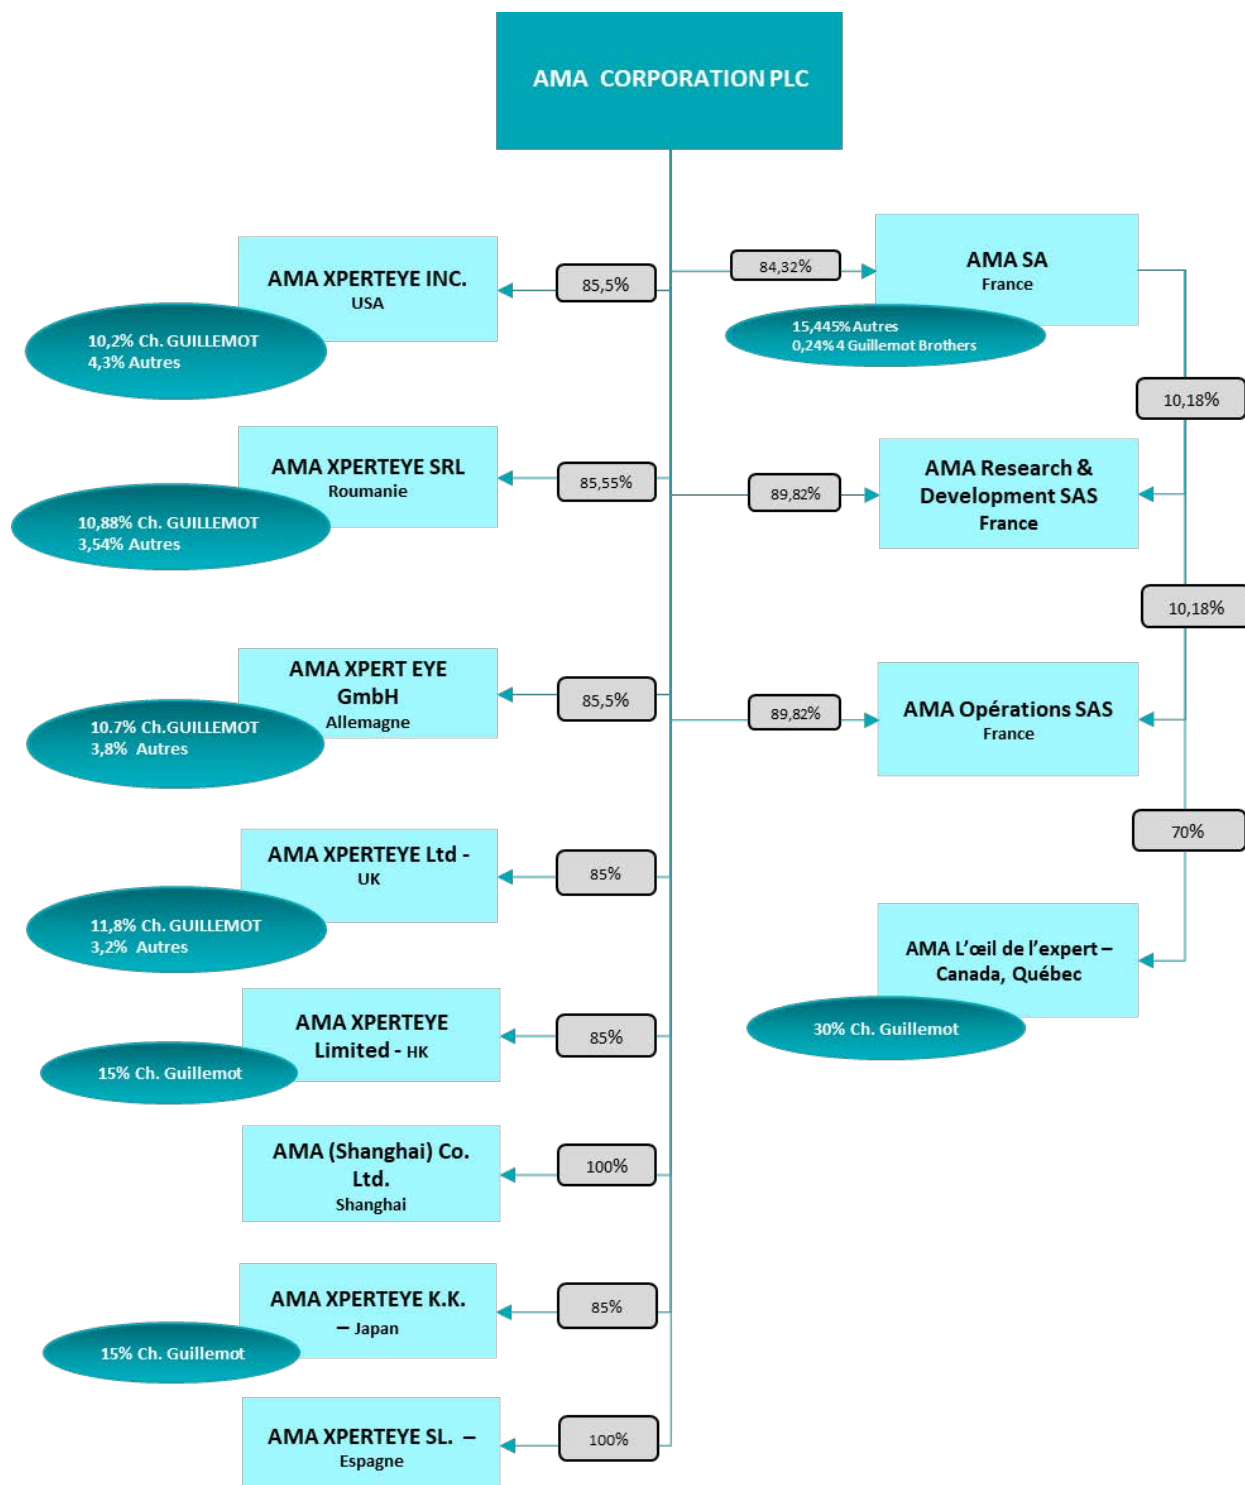 AMA CORPORATION PLC
AMA XPERTEYE INC.
USA
85,5%
10,2% Ch. GUILLEMOT
4,3% Autres
84,32%
AMA SA
France
15,445% Autres
0,24% 4 Guillemot Brothers
10,18%
AMA XPERTEYE SRL
Roumanie
85,55%
10,88% Ch. GUILLEMOT
3,54% Autres
89,82%
AMA Research &
Development SAS
France
10,18%
AMA XPERT EYE
GmbH
Allemagne
85,5%
10.7% Ch.GUILLEMOT
3,8% Autres
89,82%
AMA Opérations SAS
France
70%
AMA XPERTEYE Ltd -
UK
85%
11,8% Ch. GUILLEMOT
3,2% Autres
AMA L’œil de l’expert –
Canada, Québec
30% Ch. Guillemot
AMA XPERTEYE
Limited - HK
85%
15% Ch. Guillemot
AMA (Shanghai) Co.
Ltd.
Shanghai
100%
AMA XPERTEYE K.K.
– Japan
85%
15% Ch. Guillemot
AMA XPERTEYE SL. –
Espagne
100%